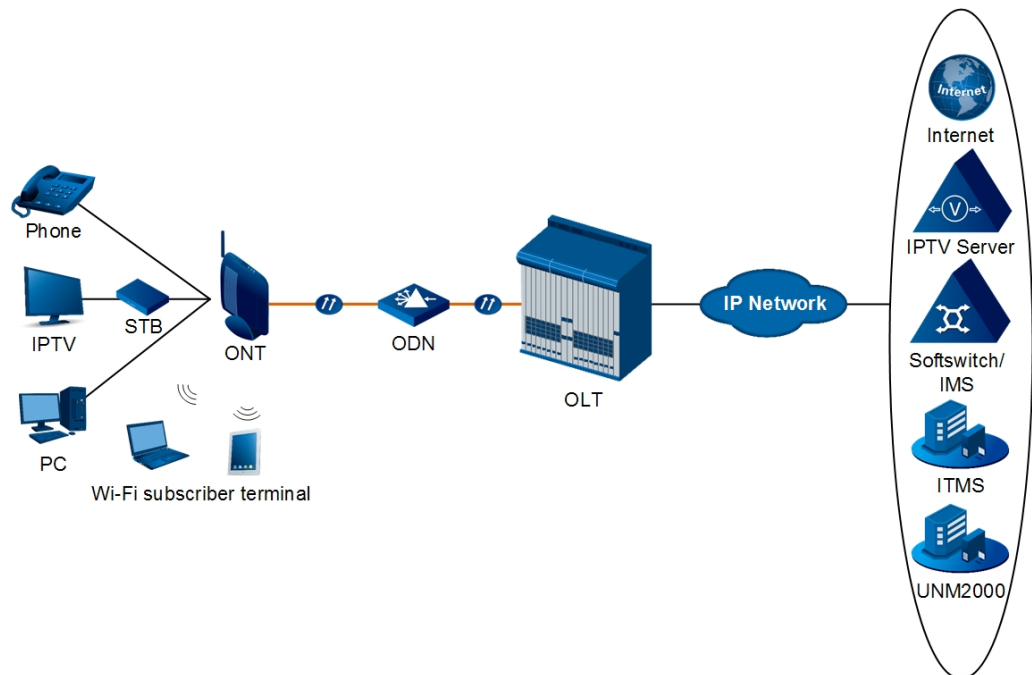 Internet
Internet
Phone
IPTV Server
V
IP Network
IPTV
STB
ONT
ODN
OLT
Softswitch/
IMS
PC
Wi-Fi subscriber terminal
ITMS
UNM2000